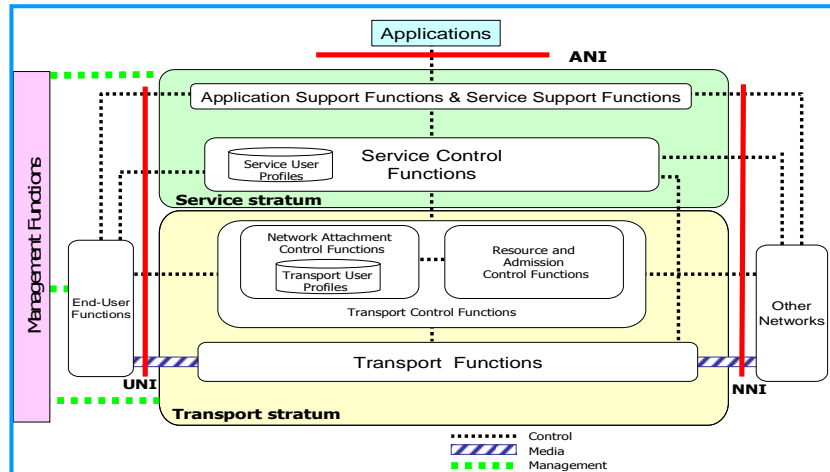 Applications
ANI
Management Functions
Application Support Functions & Service Support Functions
Service User
Profiles
Service Control
Functions
Service stratum
Network Attachment
Control Functions
Transport User
Profiles
Resource and
Admission
Control Functions
Transport Control Functions
End-User
Functions
Other
Networks
Transport Functions
UNI
NNI
Transport stratum
Control
Media
Management